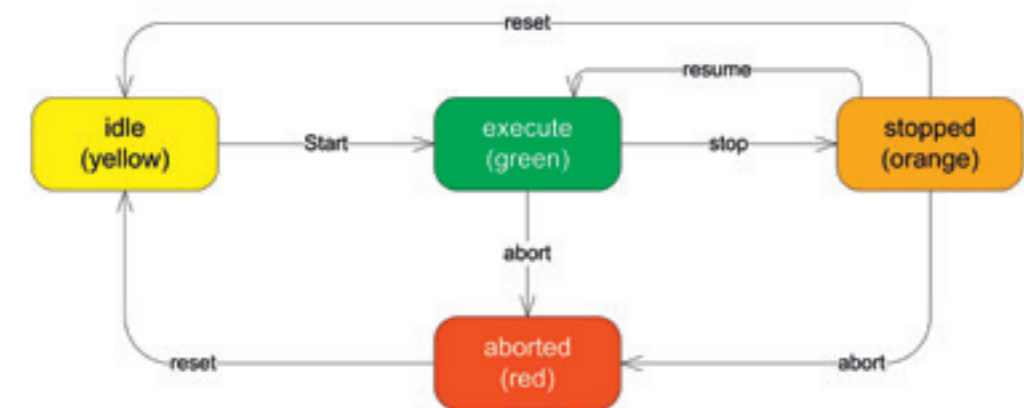 reset
resume
idle
(yellow)
Start
execute
(green)
stop
stopped
(orange)
abort
aborted
(red)
reset
abort